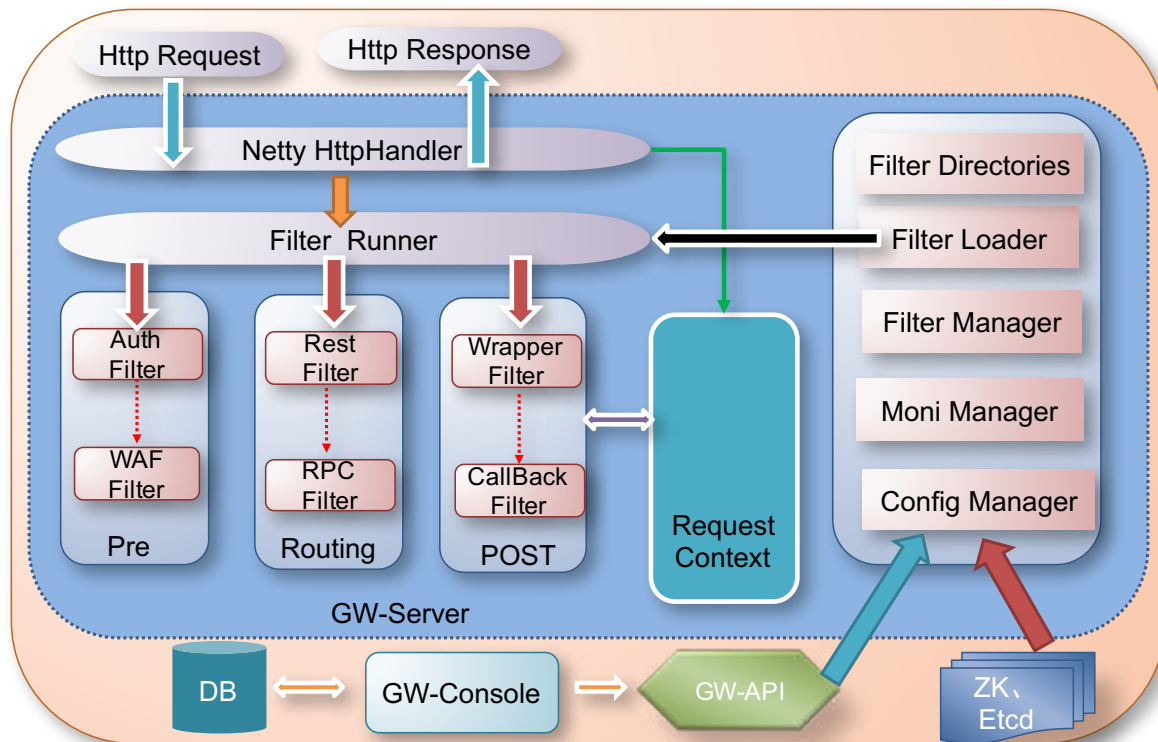 Http Request
Http Response
Netty HttpHandler
Filter Runner
Auth
Filter
WAF
Filter
Pre
Rest
Filter
RPC
Filter
Routing
Wrapper
Filter
CallBack
Filter
POST
Request
Context
Filter Directories
Filter Loader
Filter Manager
Moni Manager
Config Manager
GW-Server
DB
GW-Console
GW-API
ZK、
Etcd